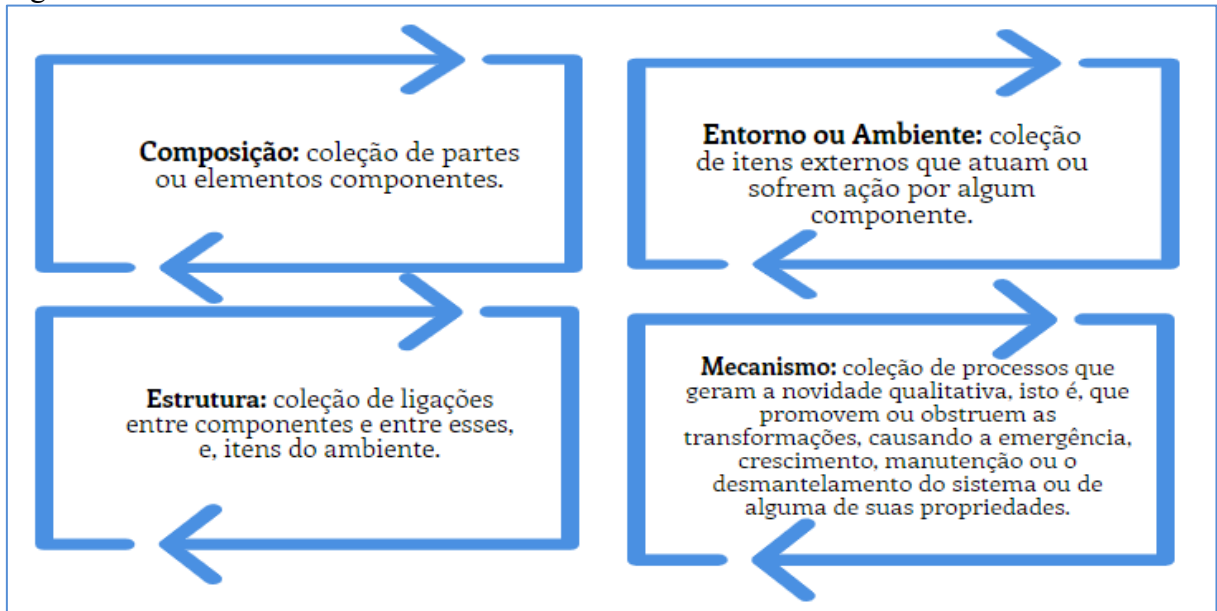 Composição: coleção de partes
ou elementos componentes.
Entorno ou Ambiente: coleção
de itens externos que atuam ou
sofrem ação por algum
componente.
Estrutura: coleção de ligações
entre componentes e entre esses,
e, itens do ambiente.
Mecanismo: coleção de processos que
geram a novidade qualitativa, isto é, que
promovem ou obstruem as
transformações, causando a emergência,
crescimento, manutenção ou o
desmantelamento do sistema ou de
alguma de suas propriedades.